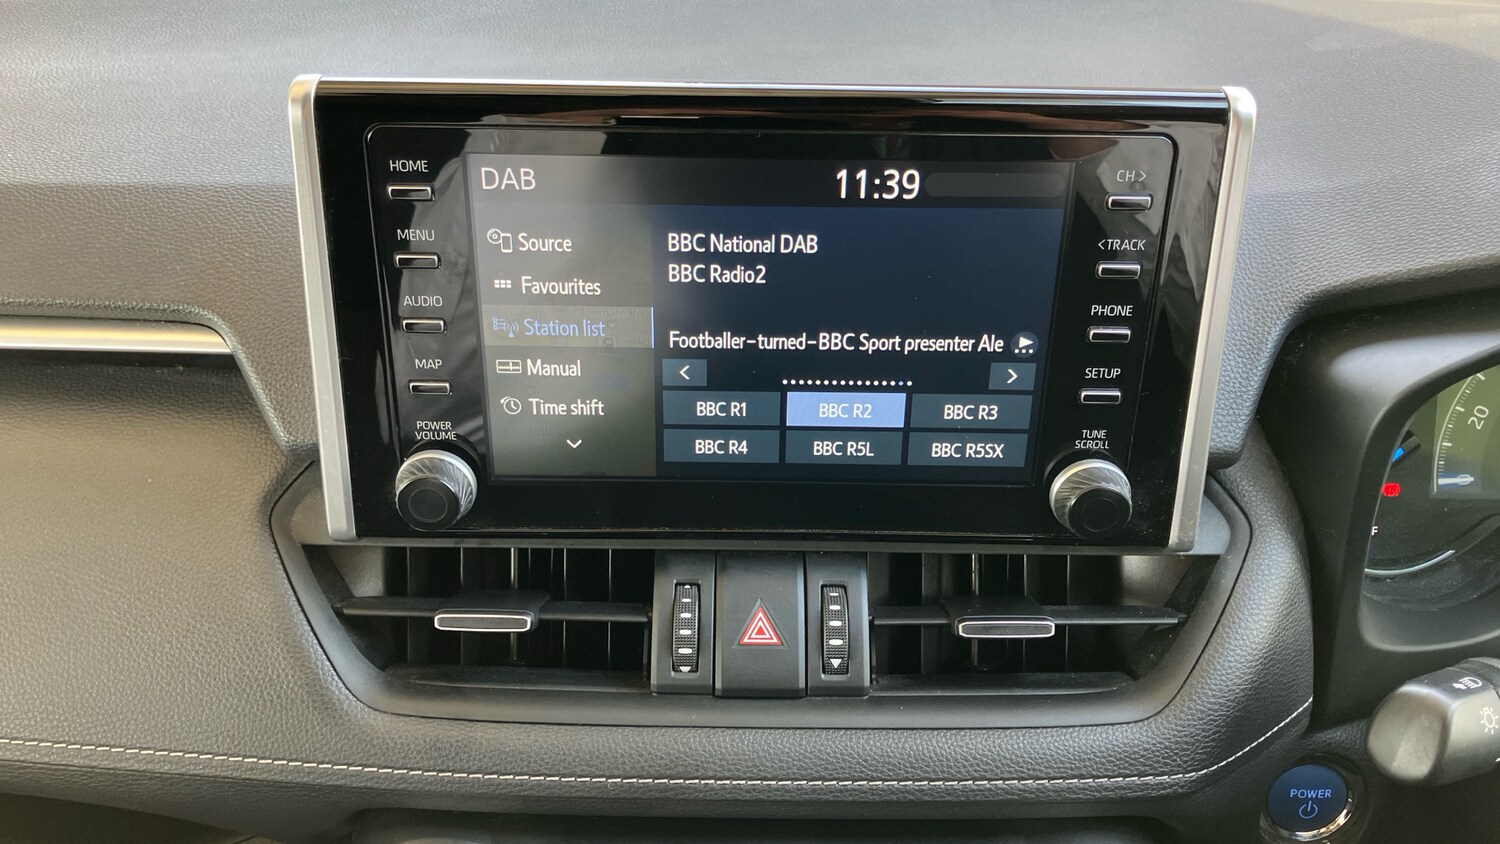 HOME
MENU
AUDIO
MAP
POWER
VOLUME
DAB
11:39
Source
Favourites
Station list
Manual
Time shift
BBC National DAB
BBC Radio2
Footballer-turned-BBC Sport presenter Ale
<
>
BBC R1
BBC R2
BBC R3
BBC R4
BBC R5L
BBC R5SX
CH >
< TRACK
PHONE
SETUP
TUNE
SCROLL
20
F
POWER